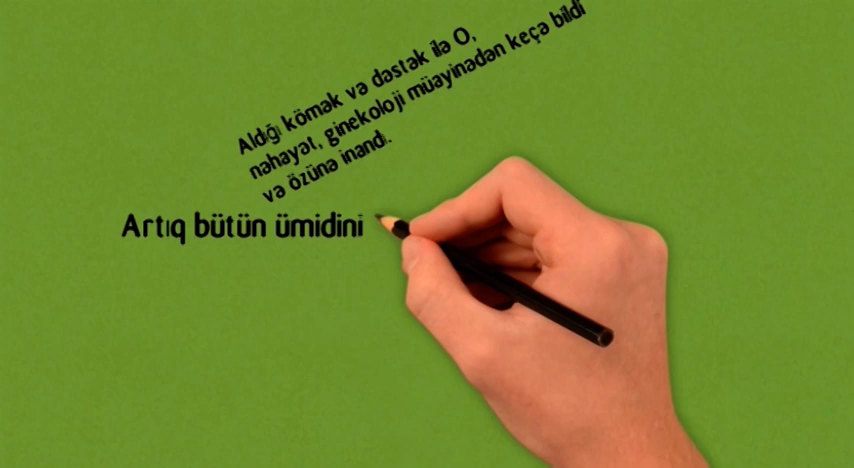 Aldığı kömək və dəstək ilə O,
nəhayət, ginekoloji müayinədən keçə bildi
və özünə inandı.
Artıq bütün ümidini